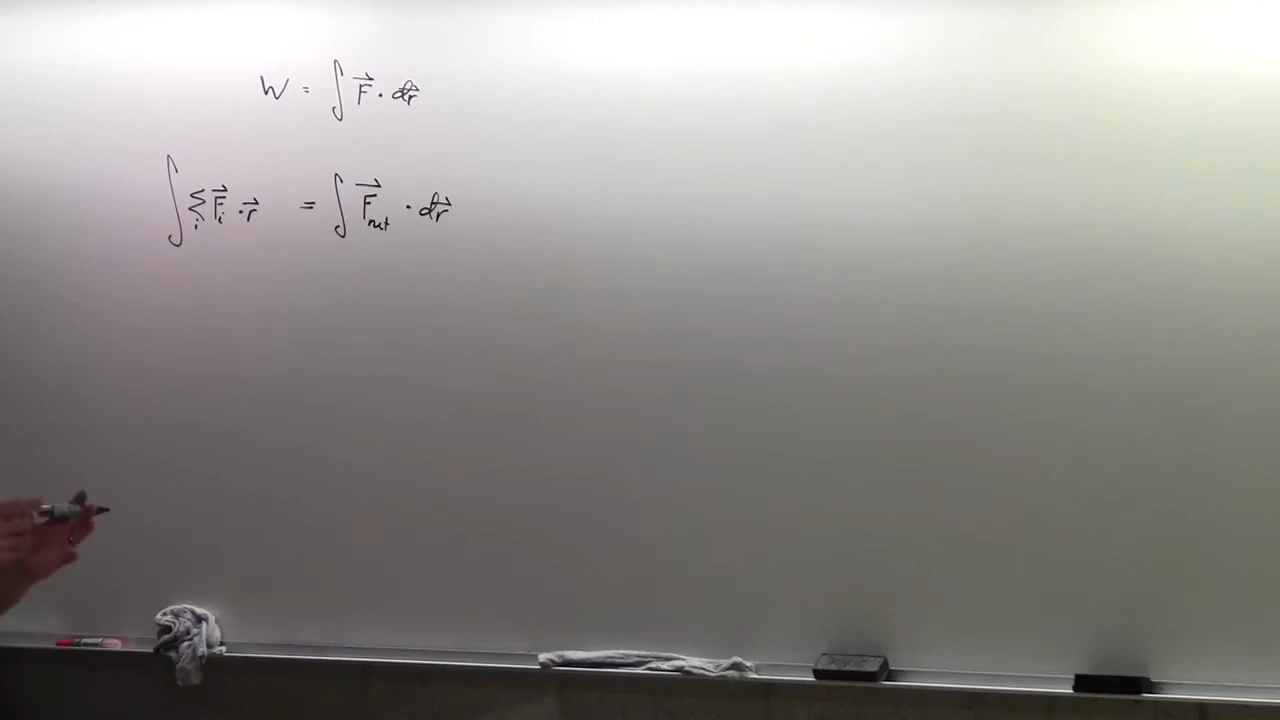 W = ∫ F⃗ · dr⃗
∫ Σᵢ F⃗ᵢ · r⃗ = ∫ F⃗net · dr⃗